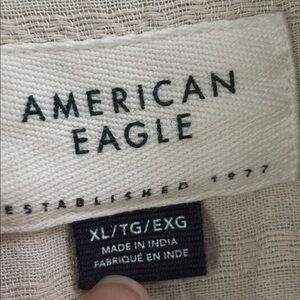 AMERICAN
EAGLE
ESTABLISHED 1977
XL/TG/EXG
MADE IN INDIA
FABRIQUÉ EN INDE